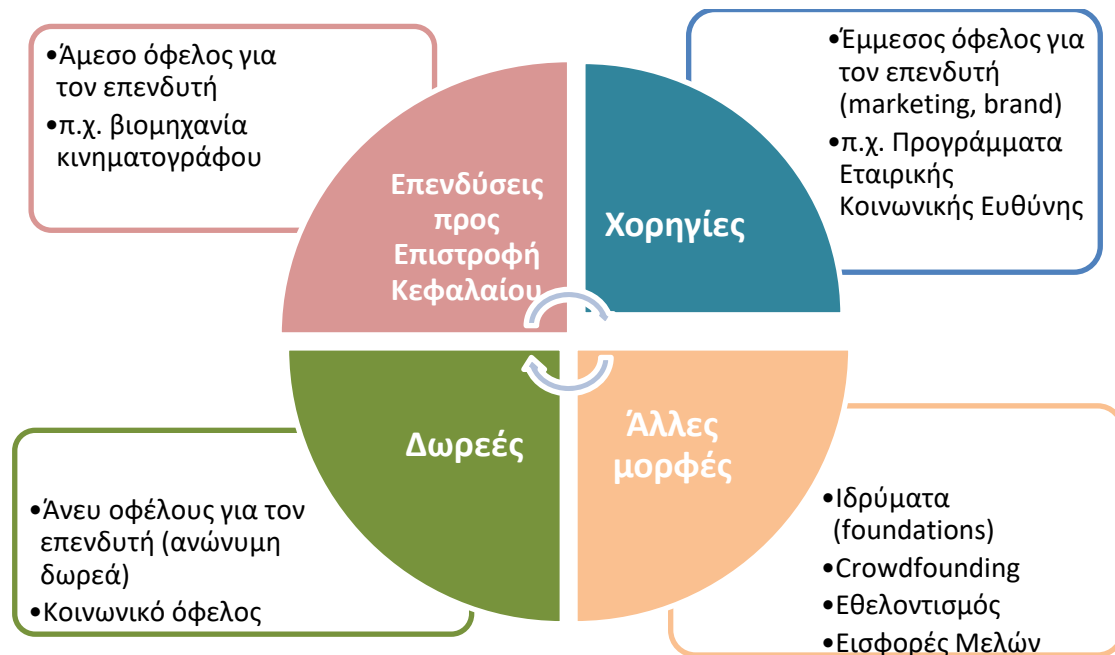 •Άμεσο όφελος για
τον επενδυτή
•π.χ. βιομηχανία
κινηματογράφου
Επενδύσεις
προς
Επιστροφή
Κεφαλαίου
Χορηγίες
•Έμμεσος όφελος για
τον επενδυτή
(marketing, brand)
•π.χ. Προγράμματα
Εταιρικής
Κοινωνικής Ευθύνης
•Άνευ οφέλους για τον
επενδυτή (ανώνυμη
δωρεά)
•Κοινωνικό όφελος
Δωρεές
Άλλες
μορφές
•Ιδρύματα
(foundations)
•Crowdfounding
•Εθελοντισμός
•Εισφορές Μελών